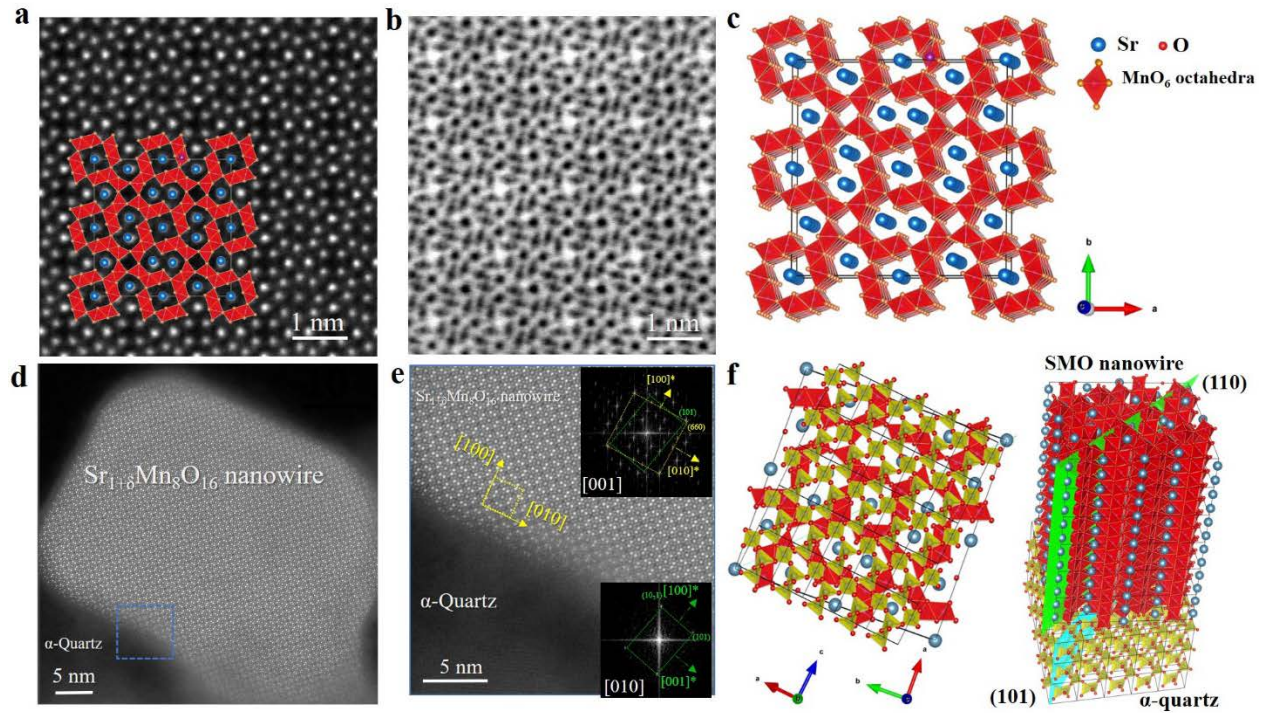 a
b
c
Sr O
MnO₆ octahedra
1 nm
1 nm
b
a
d
e
f
Sr₁₊δMn₈O₁₆ nanowire
α-Quartz
5 nm
Sr₁₊δMn₈O₁₆ nanowire
[100]
[010]
[100]*
(101)
(660)
[010]*
[001]
α-Quartz
5 nm
[100]*
(101)
[001]*
[010]
a
c
b
a
SMO nanowire
(110)
(101)
α-quartz